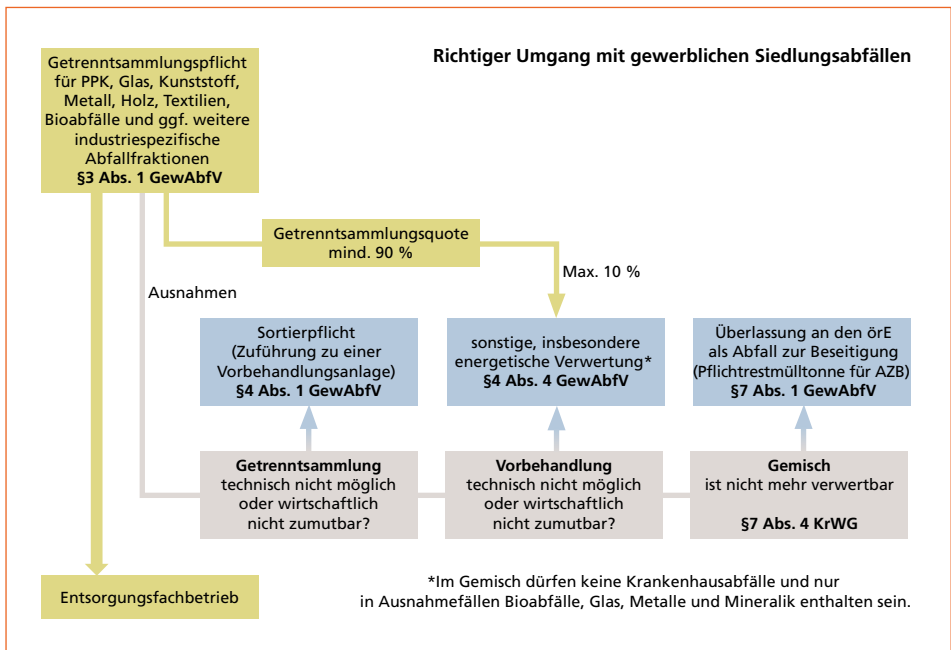 Richtiger Umgang mit gewerblichen Siedlungsabfällen
Getrenntsammlungspflicht
für PPK, Glas, Kunststoff,
Metall, Holz, Textilien,
Bioabfälle und ggf. weitere
industriespezifische
Abfallfraktionen
§3 Abs. 1 GewAbfV
Getrenntsammlungsquote
mind. 90 %
Max. 10 %
Ausnahmen
Sortierpflicht
(Zuführung zu einer
Vorbehandlungsanlage)
§4 Abs. 1 GewAbfV
sonstige, insbesondere
energetische Verwertung*
§4 Abs. 4 GewAbfV
Überlassung an den örE
als Abfall zur Beseitigung
(Pflichtrestmülltonne für AZB)
§7 Abs. 1 GewAbfV
Getrenntsammlung
technisch nicht möglich
oder wirtschaftlich
nicht zumutbar?
Vorbehandlung
technisch nicht möglich
oder wirtschaftlich
nicht zumutbar?
Gemisch
ist nicht mehr verwertbar
§7 Abs. 4 KrWG
Entsorgungsfachbetrieb
*Im Gemisch dürfen keine Krankenhausabfälle und nur
in Ausnahmefällen Bioabfälle, Glas, Metalle und Mineralik enthalten sein.